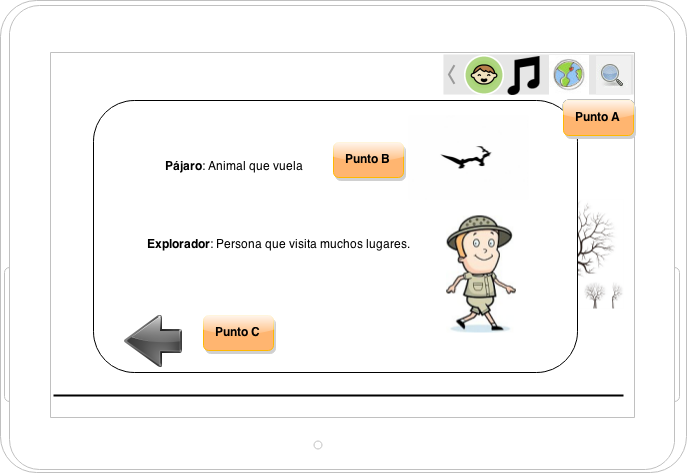 Punto A
Pájaro: Animal que vuela
Punto B
Explorador: Persona que visita muchos lugares.
Punto C